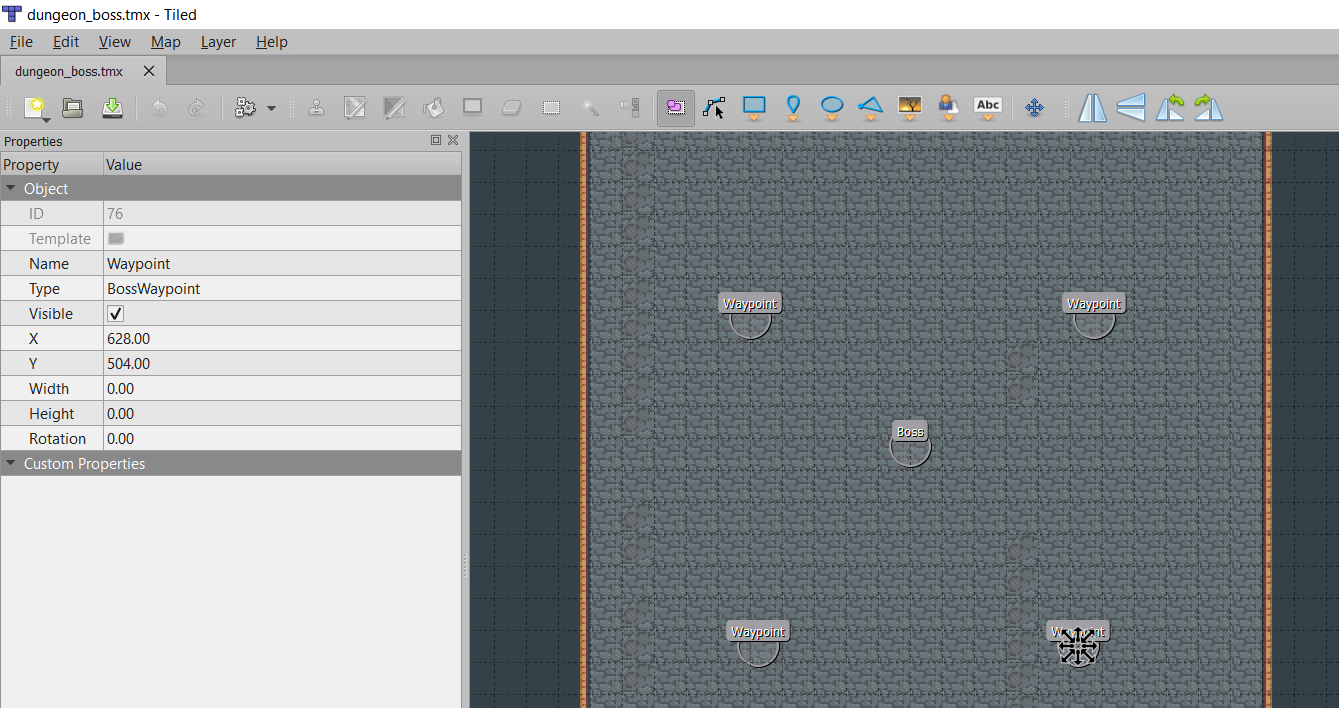 dungeon_boss.tmx - Tiled
File Edit View Map Layer Help
dungeon_boss.tmx
Abc
Properties
Property Value
Object
ID 76
Template
Name Waypoint
Type BossWaypoint
Visible
X 628.00
Y 504.00
Width 0.00
Height 0.00
Rotation 0.00
Custom Properties
Waypoint Waypoint
Boss
Waypoint